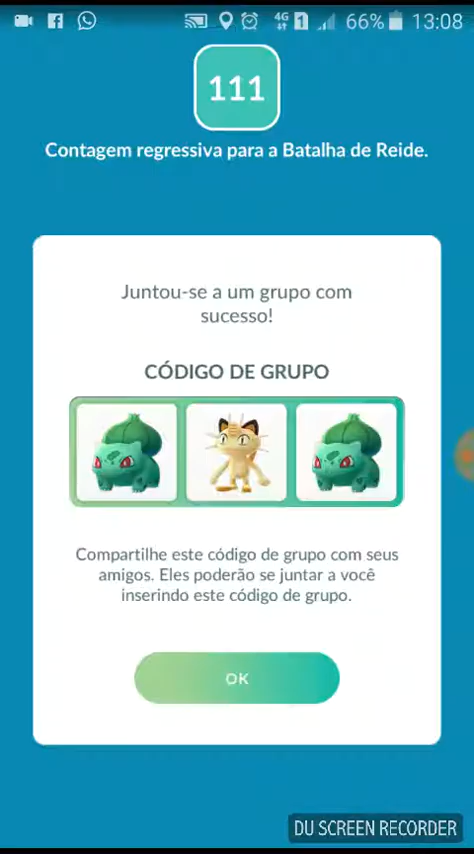 4G 1 66% 13:08
111
Contagem regressiva para a Batalha de Reide.
Juntou-se a um grupo com
sucesso!
CÓDIGO DE GRUPO
Compartilhe este código de grupo com seus
amigos. Eles poderão se juntar a você
inserindo este código de grupo.
OK
DU SCREEN RECORDER